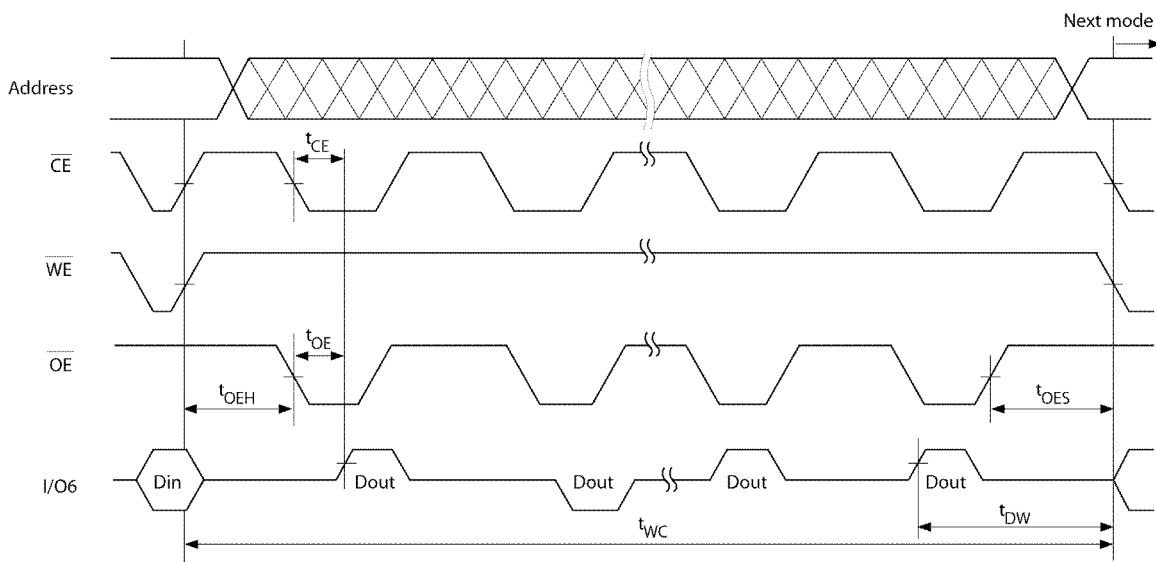 Next mode
Address
tCE
CE
WE
tOE
OE
tOEH
tOES
Din
Dout
Dout
Dout
Dout
I/O6
tDW
tWC